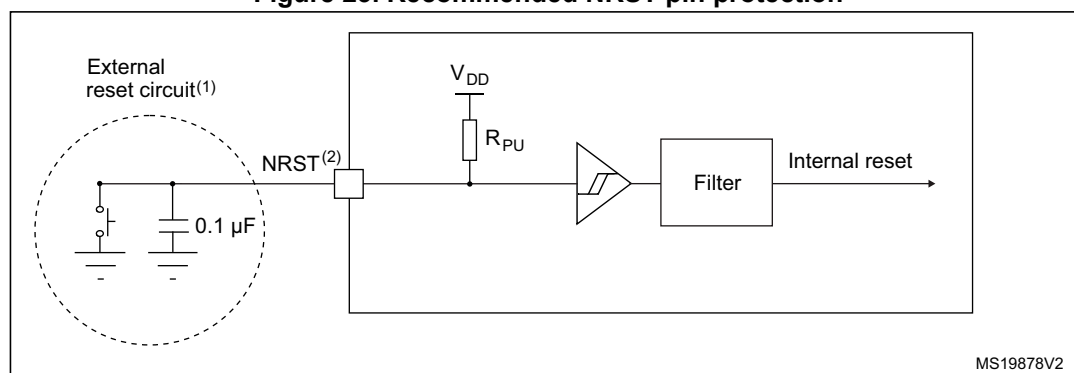 External
reset circuit(1)
VDD
RPU
NRST(2)
0.1 µF
Filter
Internal reset
MS19878V2